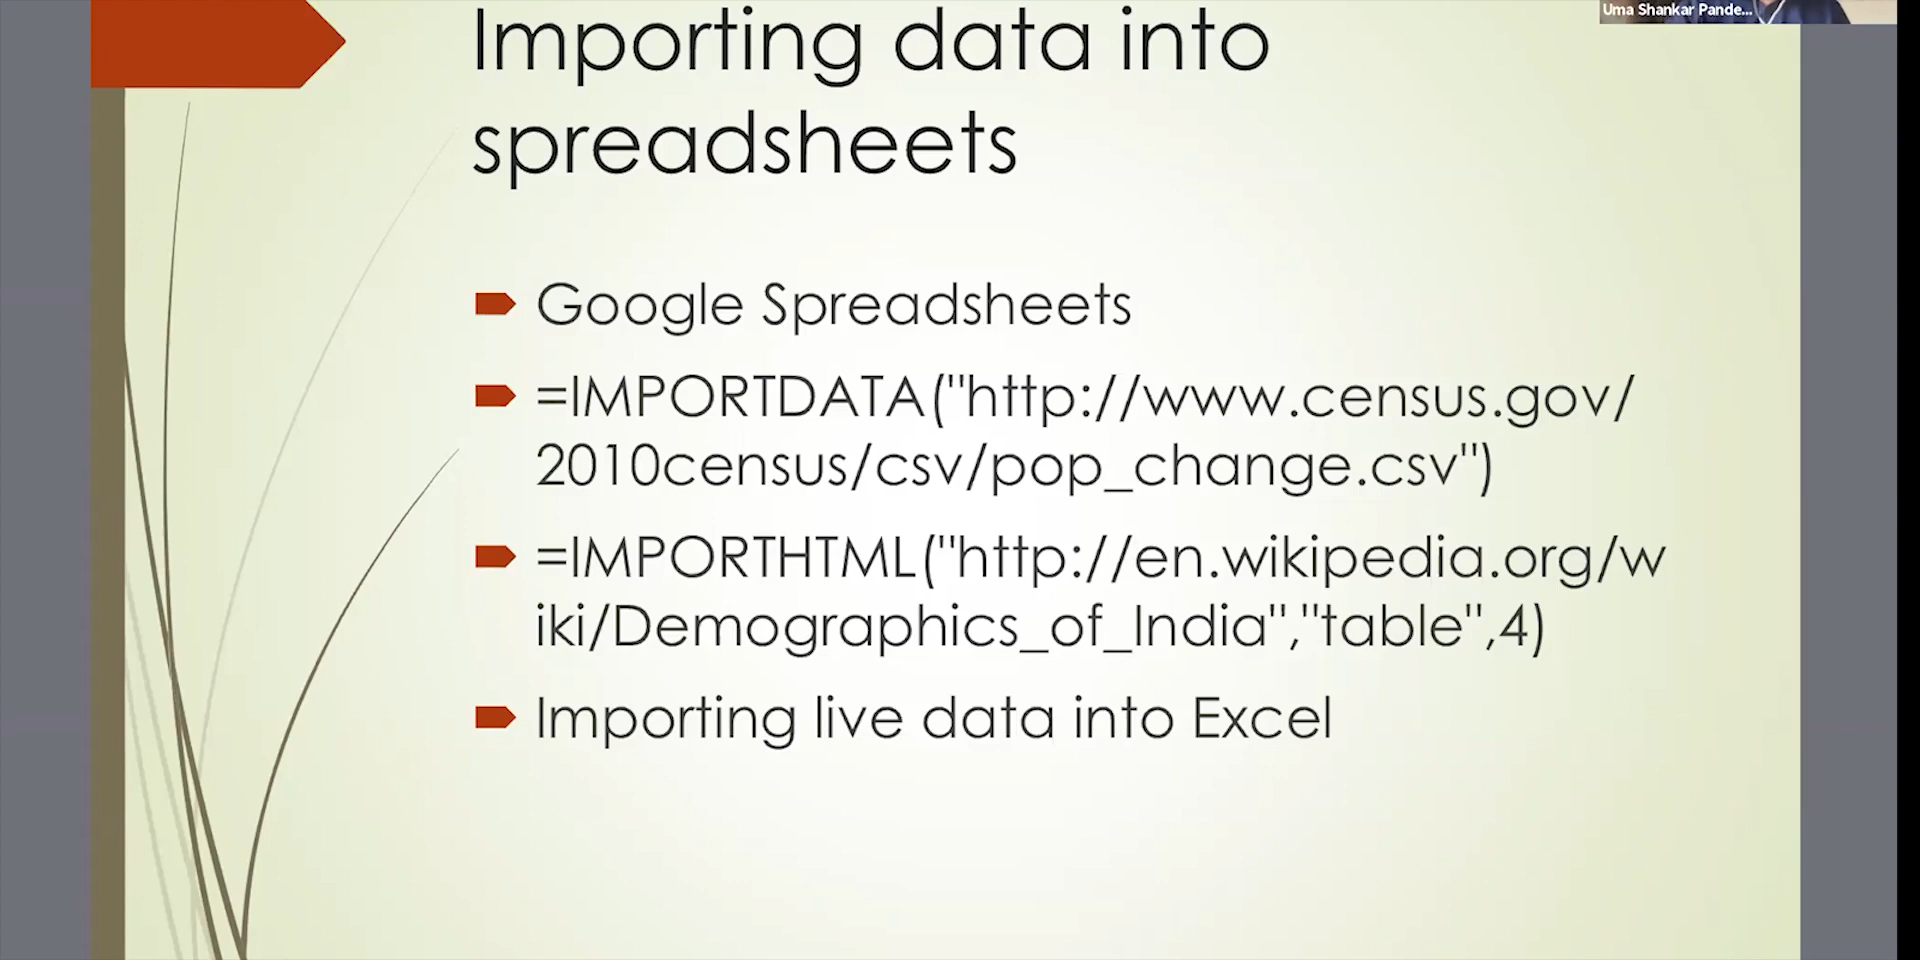 Uma Shankar Pande...
Importing data into
spreadsheets
Google Spreadsheets
=IMPORTDATA("http://www.census.gov/
2010census/csv/pop_change.csv")
=IMPORTHTML("http://en.wikipedia.org/w
iki/Demographics_of_India","table",4)
Importing live data into Excel